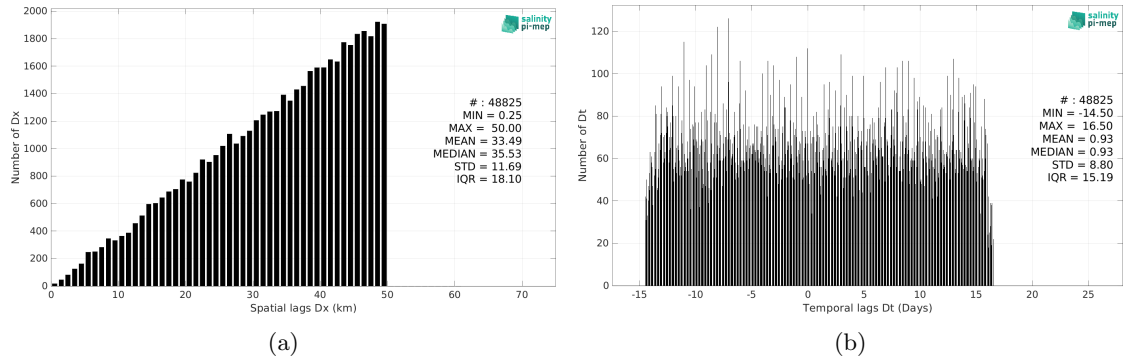 2000
1800
1600
1400
1200
1000
800
600
400
200
0
Number of Dx
0 10 20 30 40 50 60 70
Spatial lags Dx (km)
salinity
pi-mep
# : 48825
MIN = 0.25
MAX = 50.00
MEAN = 33.49
MEDIAN = 35.53
STD = 11.69
IQR = 18.10
(a)
120
100
80
60
40
20
0
Number of Dt
-15 -10 -5 0 5 10 15 20 25
Temporal lags Dt (Days)
salinity
pi-mep
# : 48825
MIN = -14.50
MAX = 16.50
MEAN = 0.93
MEDIAN = 0.93
STD = 8.80
IQR = 15.19
(b)